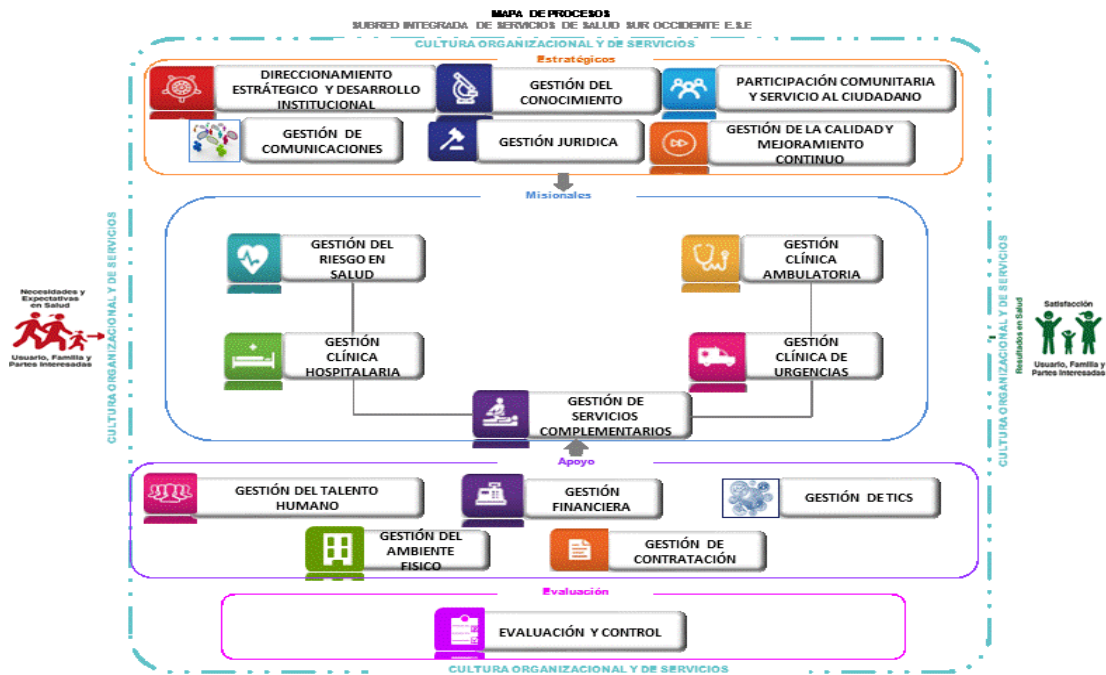 MAPA DE PROCESOS
SUBRED INTEGRADA DE SERVICIOS DE SALUD SUR OCCIDENTE E.S.E
CULTURA ORGANIZACIONAL Y DE SERVICIOS
Estratégicos
DIRECCIONAMIENTO
ESTRÁTEGICO Y DESARROLLO
INSTITUCIONAL
GESTIÓN DEL
CONOCIMIENTO
PARTICIPACIÓN COMUNITARIA
Y SERVICIO AL CIUDADANO
GESTIÓN DE
COMUNICACIONES
GESTIÓN JURIDICA
GESTIÓN DE LA CALIDAD Y
MEJORAMIENTO
CONTINUO
Misionales
GESTIÓN DEL
RIESGO EN
SALUD
GESTIÓN
CLÍNICA
AMBULATORIA
GESTIÓN
CLÍNICA
HOSPITALARIA
GESTIÓN
CLÍNICA DE
URGENCIAS
GESTIÓN DE
SERVICIOS
COMPLEMENTARIOS
Necesidades y
Expectativas
en Salud
Usuario, Familia y
Partes Interesadas
CULTURA ORGANIZACIONAL Y DE SERVICIOS
CULTURA ORGANIZACIONAL Y DE SERVICIOS
Resultados en Salud
Satisfacción
Usuario, Familia y
Partes Interesadas
Apoyo
GESTIÓN DEL TALENTO
HUMANO
GESTIÓN
FINANCIERA
GESTIÓN DE TICS
GESTIÓN DEL
AMBIENTE
FISICO
GESTIÓN DE
CONTRATACIÓN
Evaluación
EVALUACIÓN Y CONTROL
CULTURA ORGANIZACIONAL Y DE SERVICIOS